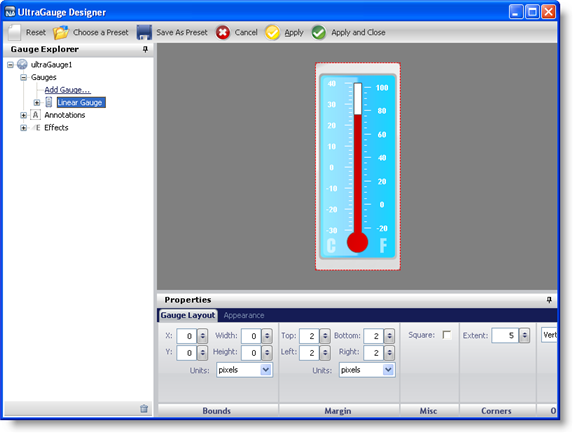 UltraGauge Designer
Reset Choose a Preset Save As Preset Cancel Apply Apply and Close
Gauge Explorer
ultraGauge1
Gauges
Add Gauge...
Linear Gauge
A Annotations
E Effects
40 100
30 80
20
10 60
0 40
-10 20
-20 0
-30 -20
C F
Properties
Gauge Layout Appearance
X: 0 Width: 0 Top: 2 Bottom: 2 Square: Extent: 5 Vert
Y: 0 Height: 0 Left: 2 Right: 2
Units: pixels Units: pixels
Bounds Margin Misc Corners O